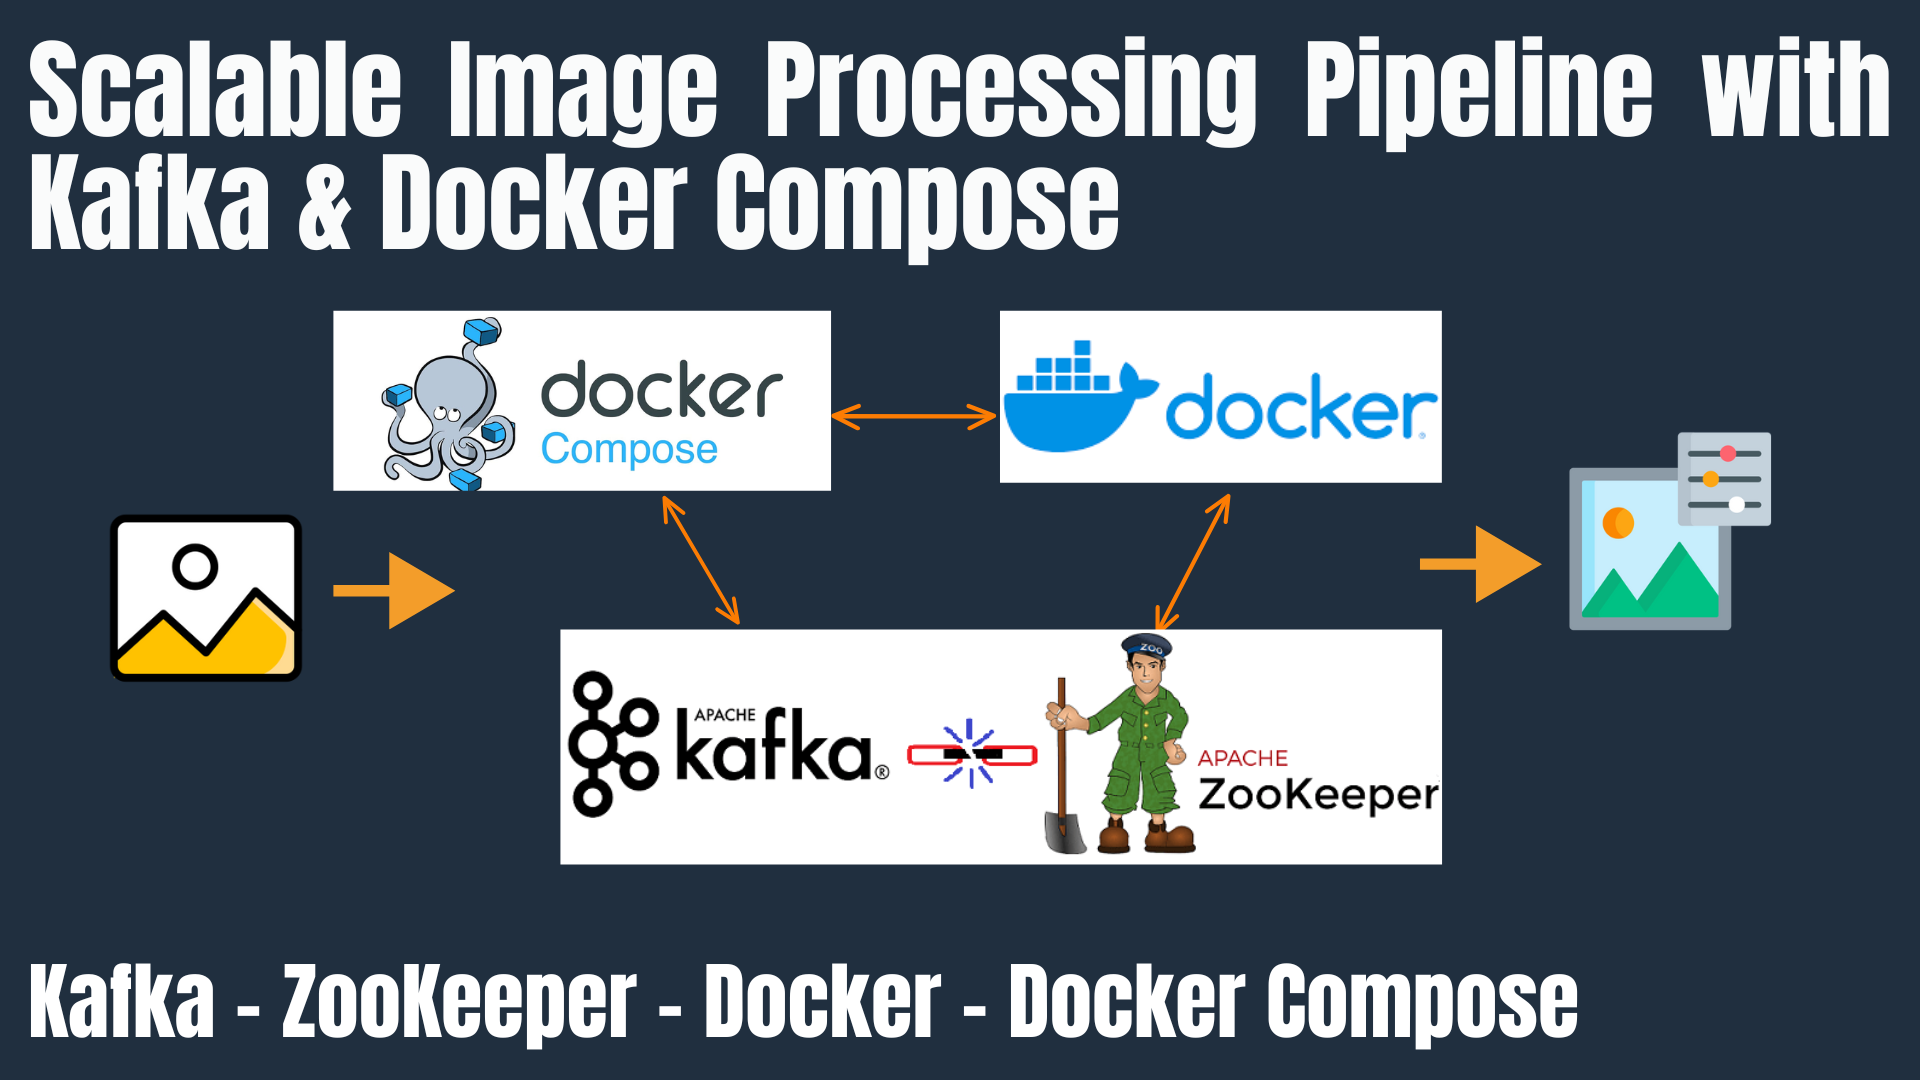 Scalable Image Processing Pipeline with
Kafka & Docker Compose
docker
Compose
docker
ZOO
APACHE
kafka®
APACHE
ZooKeeper
Kafka - ZooKeeper - Docker - Docker Compose